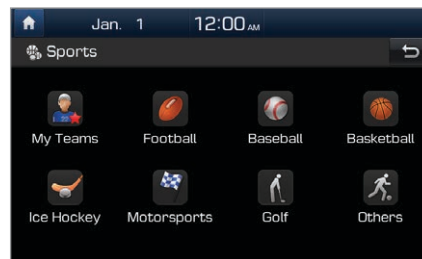 Jan. 1 12:00 AM
Sports
My Teams Football Baseball Basketball
Ice Hockey Motorsports Golf Others